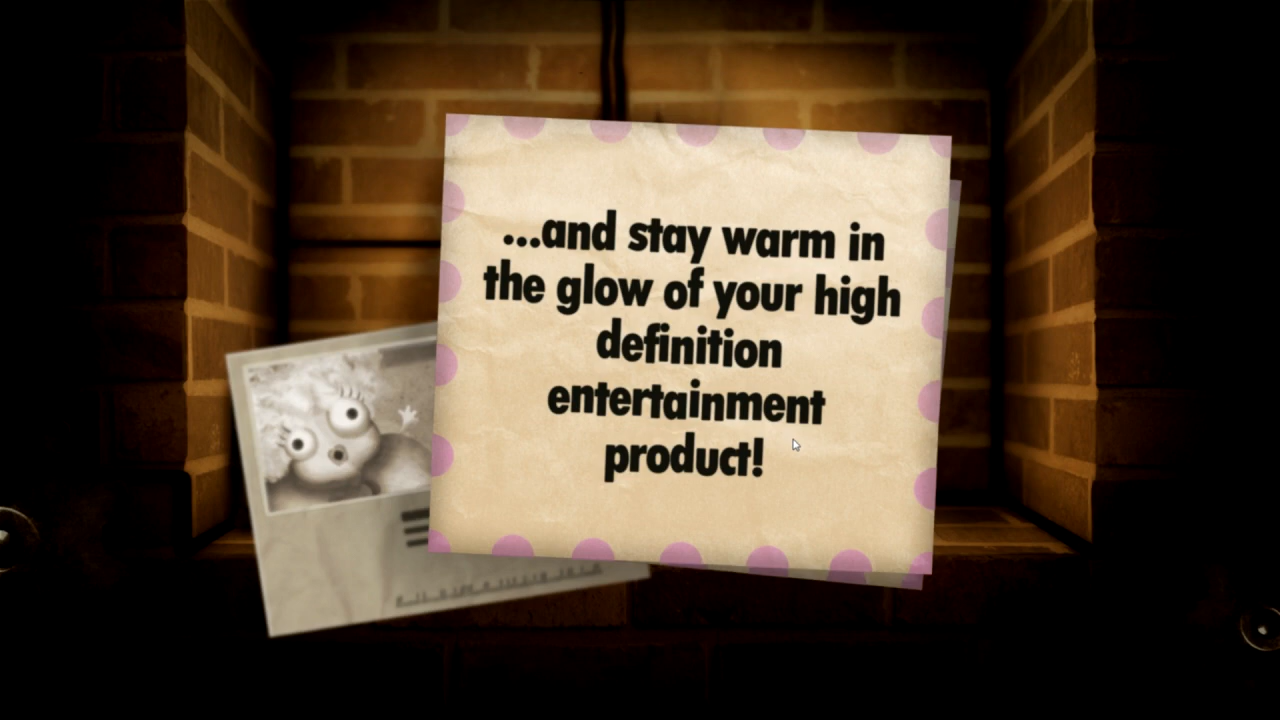 ...and stay warm in
the glow of your high
definition
entertainment
product!